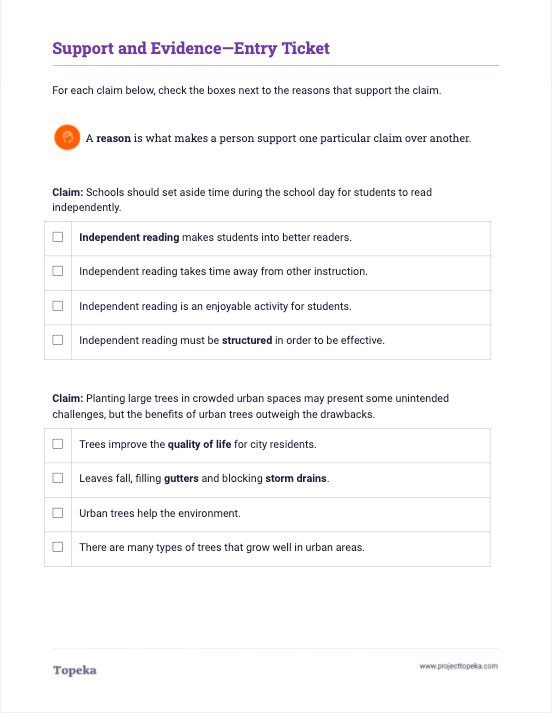 Support and Evidence—Entry Ticket
For each claim below, check the boxes next to the reasons that support the claim.
A reason is what makes a person support one particular claim over another.
Claim: Schools should set aside time during the school day for students to read
independently.
Independent reading makes students into better readers.
Independent reading takes time away from other instruction.
Independent reading is an enjoyable activity for students.
Independent reading must be structured in order to be effective.
Claim: Planting large trees in crowded urban spaces may present some unintended
challenges, but the benefits of urban trees outweigh the drawbacks.
Trees improve the quality of life for city residents.
Leaves fall, filling gutters and blocking storm drains.
Urban trees help the environment.
There are many types of trees that grow well in urban areas.
Topeka
www.projecttopeka.com